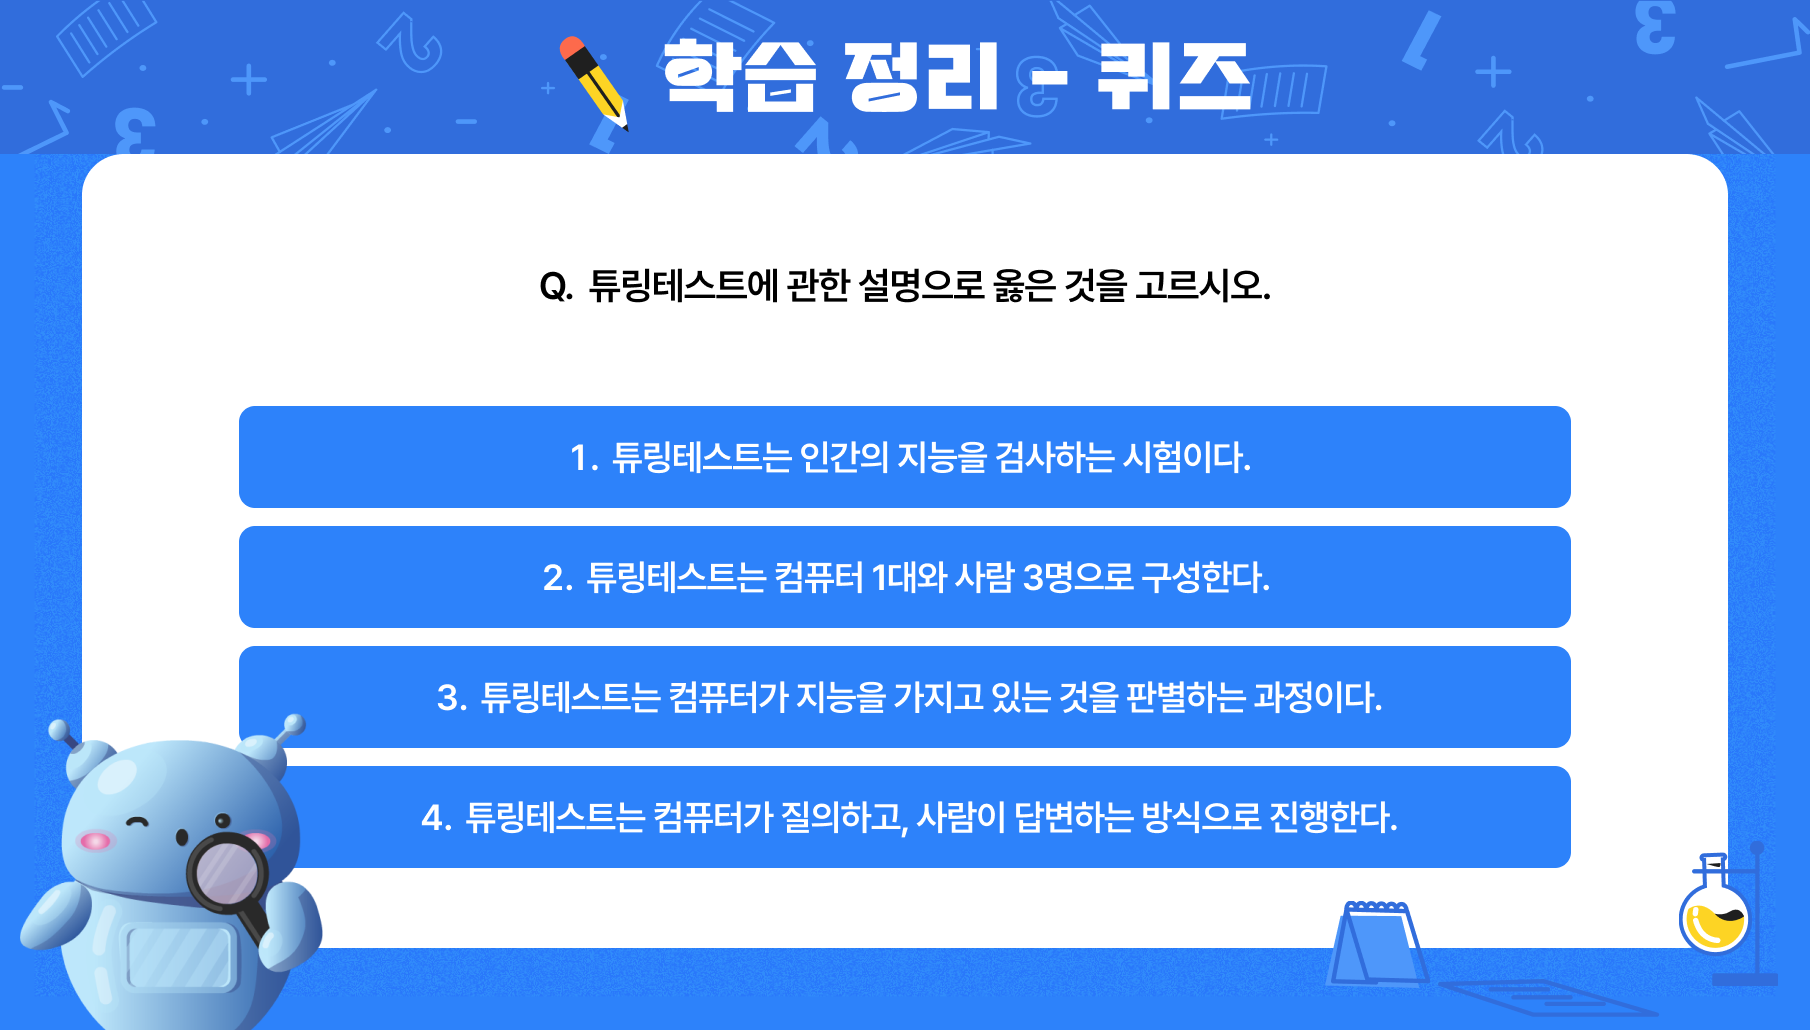 학습 정리 - 퀴즈
Q. 튜링테스트에 관한 설명으로 옳은 것을 고르시오.
1. 튜링테스트는 인간의 지능을 검사하는 시험이다.
2. 튜링테스트는 컴퓨터 1대와 사람 3명으로 구성한다.
3. 튜링테스트는 컴퓨터가 지능을 가지고 있는 것을 판별하는 과정이다.
4. 튜링테스트는 컴퓨터가 질의하고, 사람이 답변하는 방식으로 진행한다.